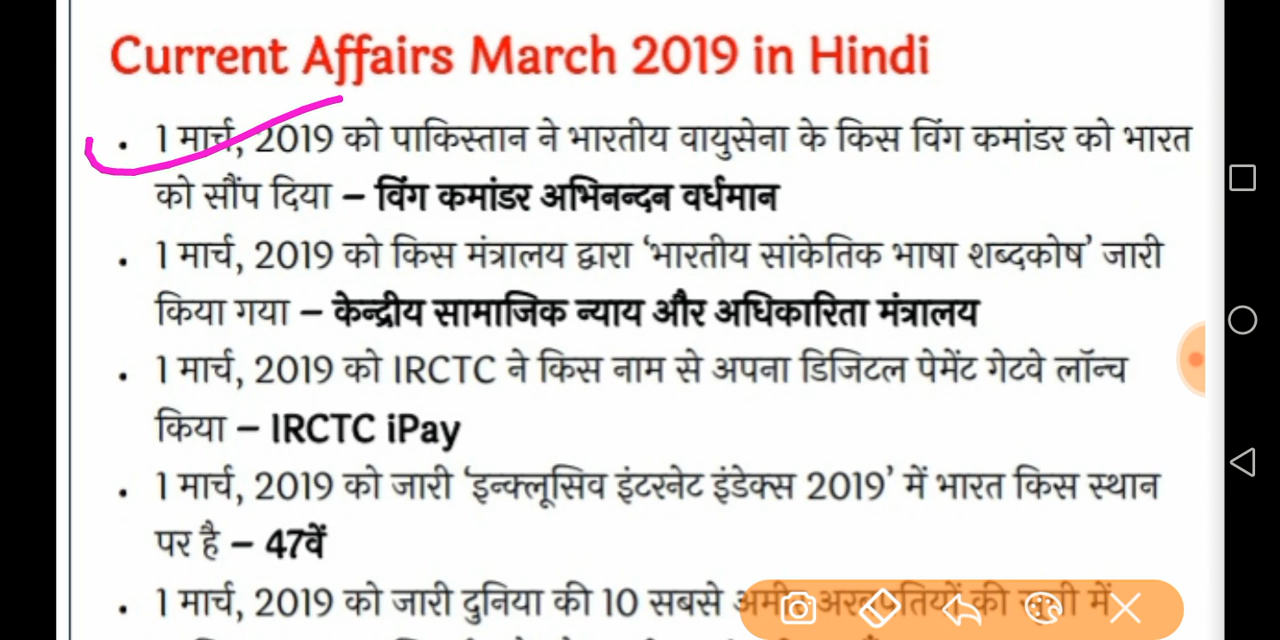 Current Affairs March 2019 in Hindi
• 1 मार्च, 2019 को पाकिस्तान ने भारतीय वायुसेना के किस विंग कमांडर को भारत
को सौंप दिया – विंग कमांडर अभिनन्दन वर्धमान
• 1 मार्च, 2019 को किस मंत्रालय द्वारा ‘भारतीय सांकेतिक भाषा शब्दकोष’ जारी
किया गया – केन्द्रीय सामाजिक न्याय और अधिकारिता मंत्रालय
• 1 मार्च, 2019 को IRCTC ने किस नाम से अपना डिजिटल पेमेंट गेटवे लॉन्च
किया – IRCTC iPay
• 1 मार्च, 2019 को जारी ‘इन्क्लूसिव इंटरनेट इंडेक्स 2019’ में भारत किस स्थान
पर है – 47वें
• 1 मार्च, 2019 को जारी दुनिया की 10 सबसे अमीर अरबपतियों की सूची में